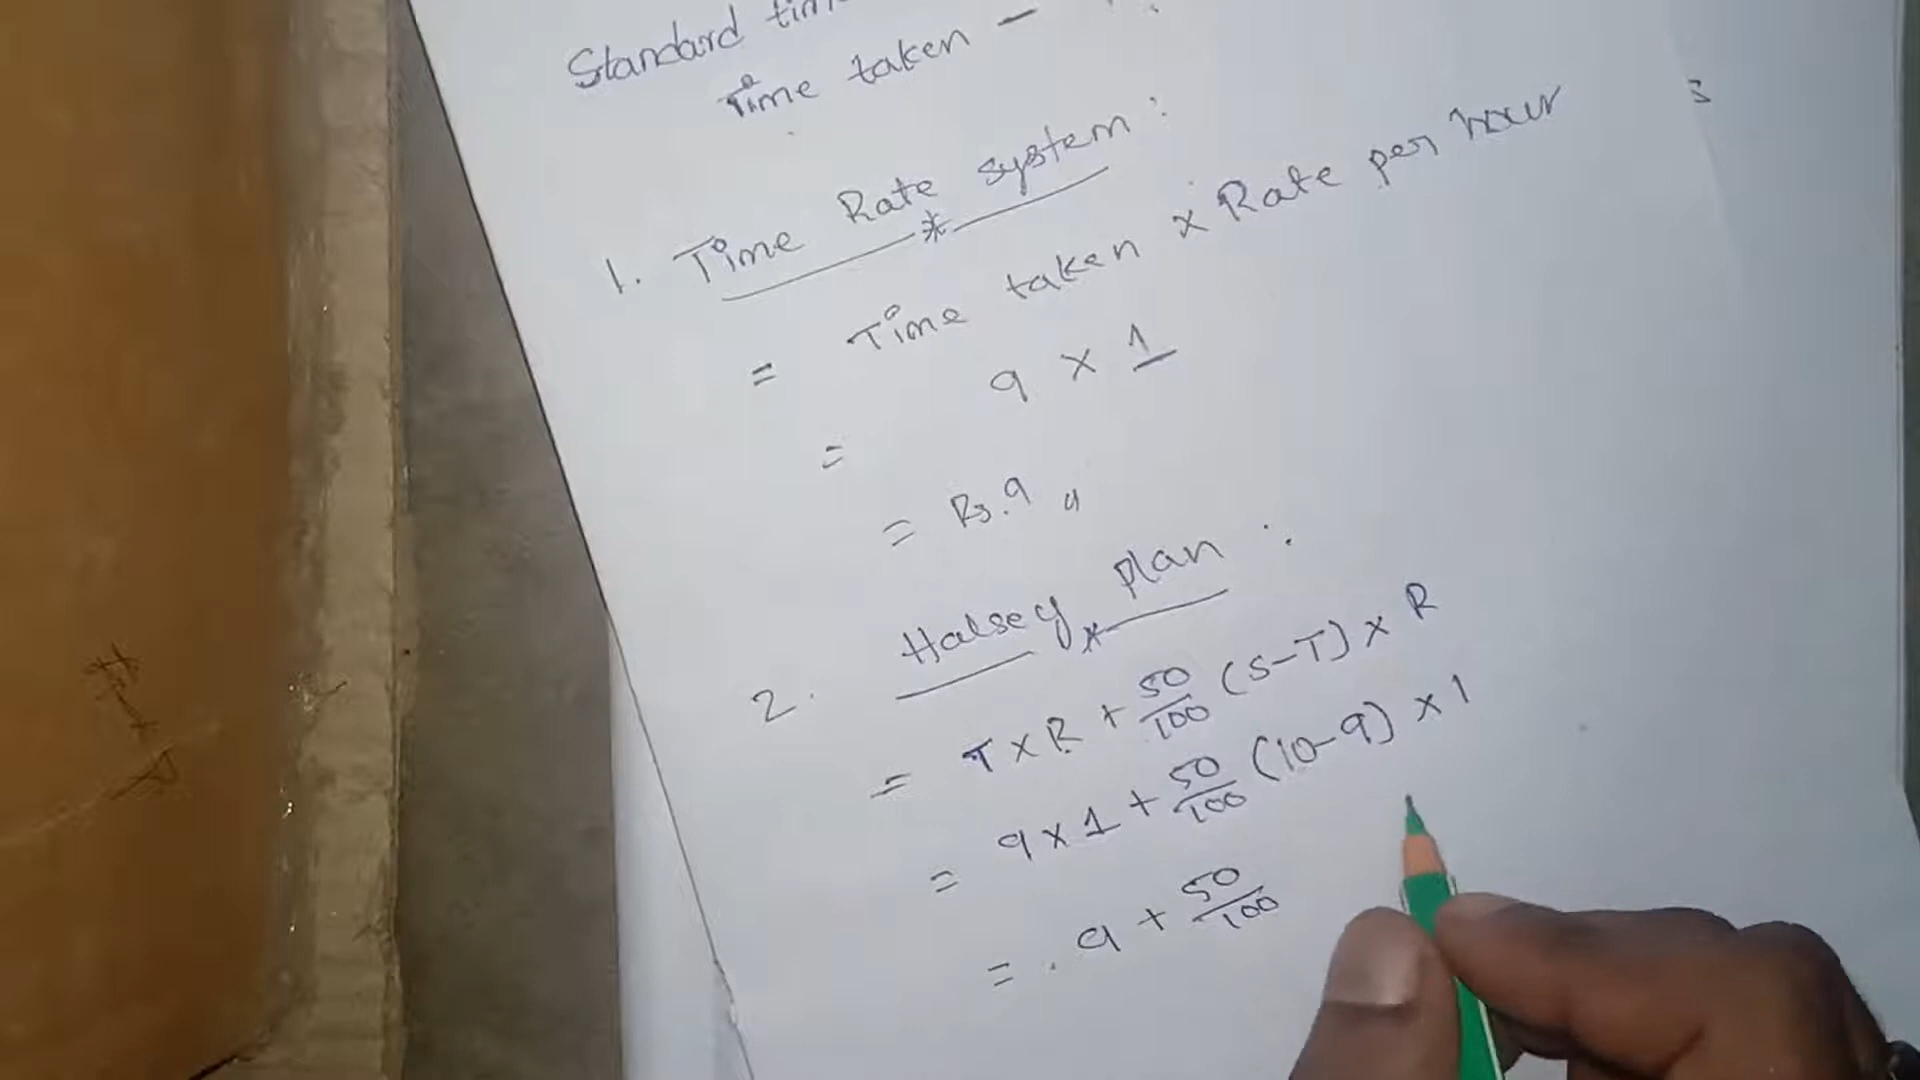 Standard time
Time taken –
1. Time Rate system :
= Time taken x Rate per hour
= 9 x 1
= Rs. 9
2. Halsey plan :
= T x R + 50/100 (S-T) x R
= 9 x 1 + 50/100 (10-9) x 1
= 9 + 50/100